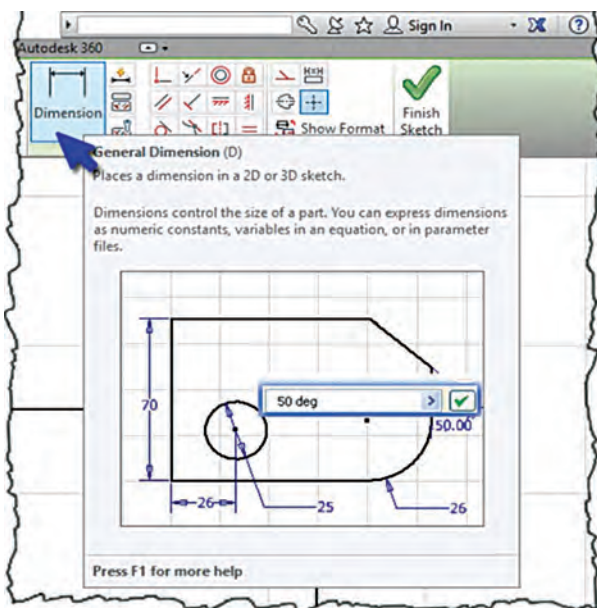 Sign In
Autodesk 360
Dimension
Show Format
Finish
Sketch
General Dimension (D)
Places a dimension in a 2D or 3D sketch.
Dimensions control the size of a part. You can express dimensions
as numeric constants, variables in an equation, or in parameter
files.
50 deg
70
50.00
26
25
26
Press F1 for more help